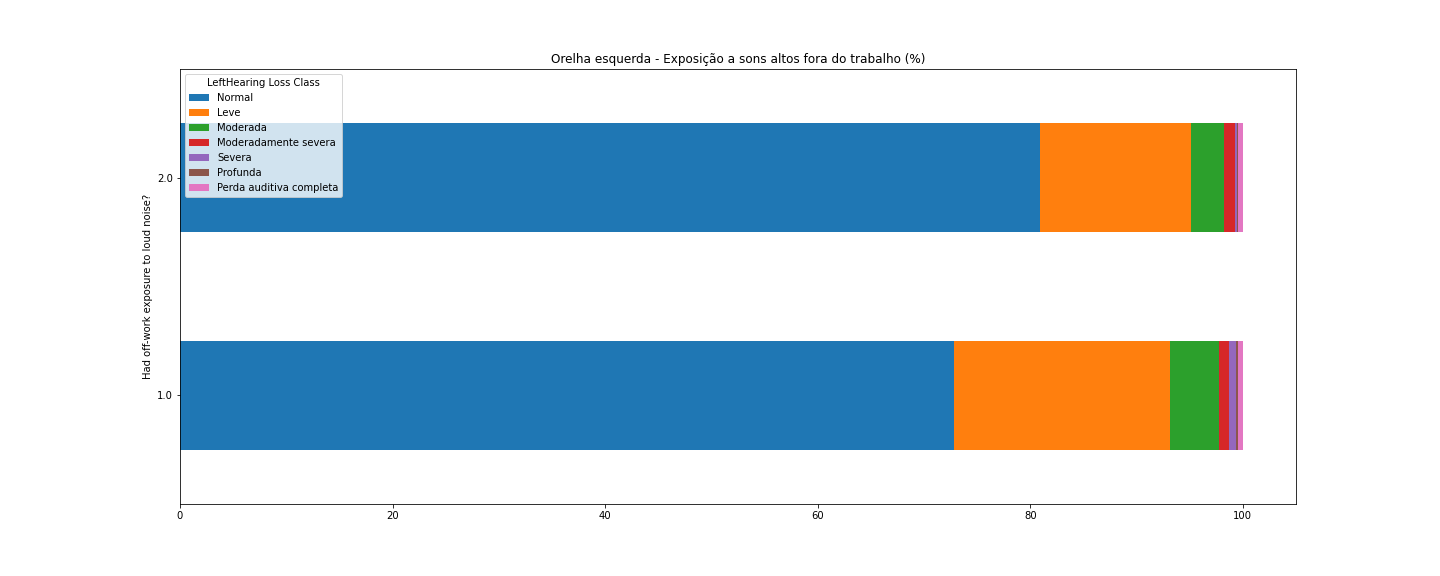 Orelha esquerda - Exposição a sons altos fora do trabalho (%)
LeftHearing Loss Class
Normal
Leve
Moderada
Moderadamente severa
Severa
Profunda
Perda auditiva completa
Had off-work exposure to loud noise?
2.0
1.0
0
20
40
60
80
100